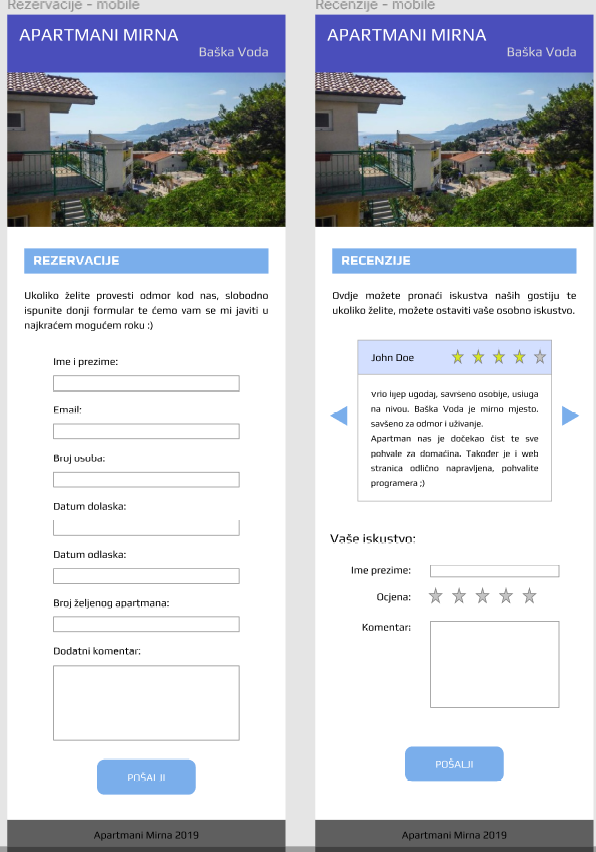 Rezervacije - mobile
APARTMANI MIRNA
Baška Voda
REZERVACIJE
Ukoliko želite provesti odmor kod nas, slobodno
ispunite donji formular te ćemo vam se mi javiti u
najkraćem mogućem roku :)
Ime i prezime:
Email:
Broj osoba:
Datum dolaska:
Datum odlaska:
Broj željenog apartmana:
Dodatni komentar:
POŠALJI
Apartmani Mirna 2019
Recenzije - mobile
APARTMANI MIRNA
Baška Voda
RECENZIJE
Ovdje možete pronaći iskustva naših gostiju te
ukoliko želite, možete ostaviti vaše osobno iskustvo.
John Doe
Vrlo lijep ugođaj, savršeno osoblje, usluga
na nivou. Baška Voda je mirno mjesto.
savšeno za odmor i uživanje.
Apartman nas je dočekao čist te sve
pohvale za domaćina. Također je i web
stranica odlično napravljena, pohvalite
programera ;)
Vaše iskustvo:
Ime prezime:
Ocjena:
Komentar:
POŠALJI
Apartmani Mirna 2019